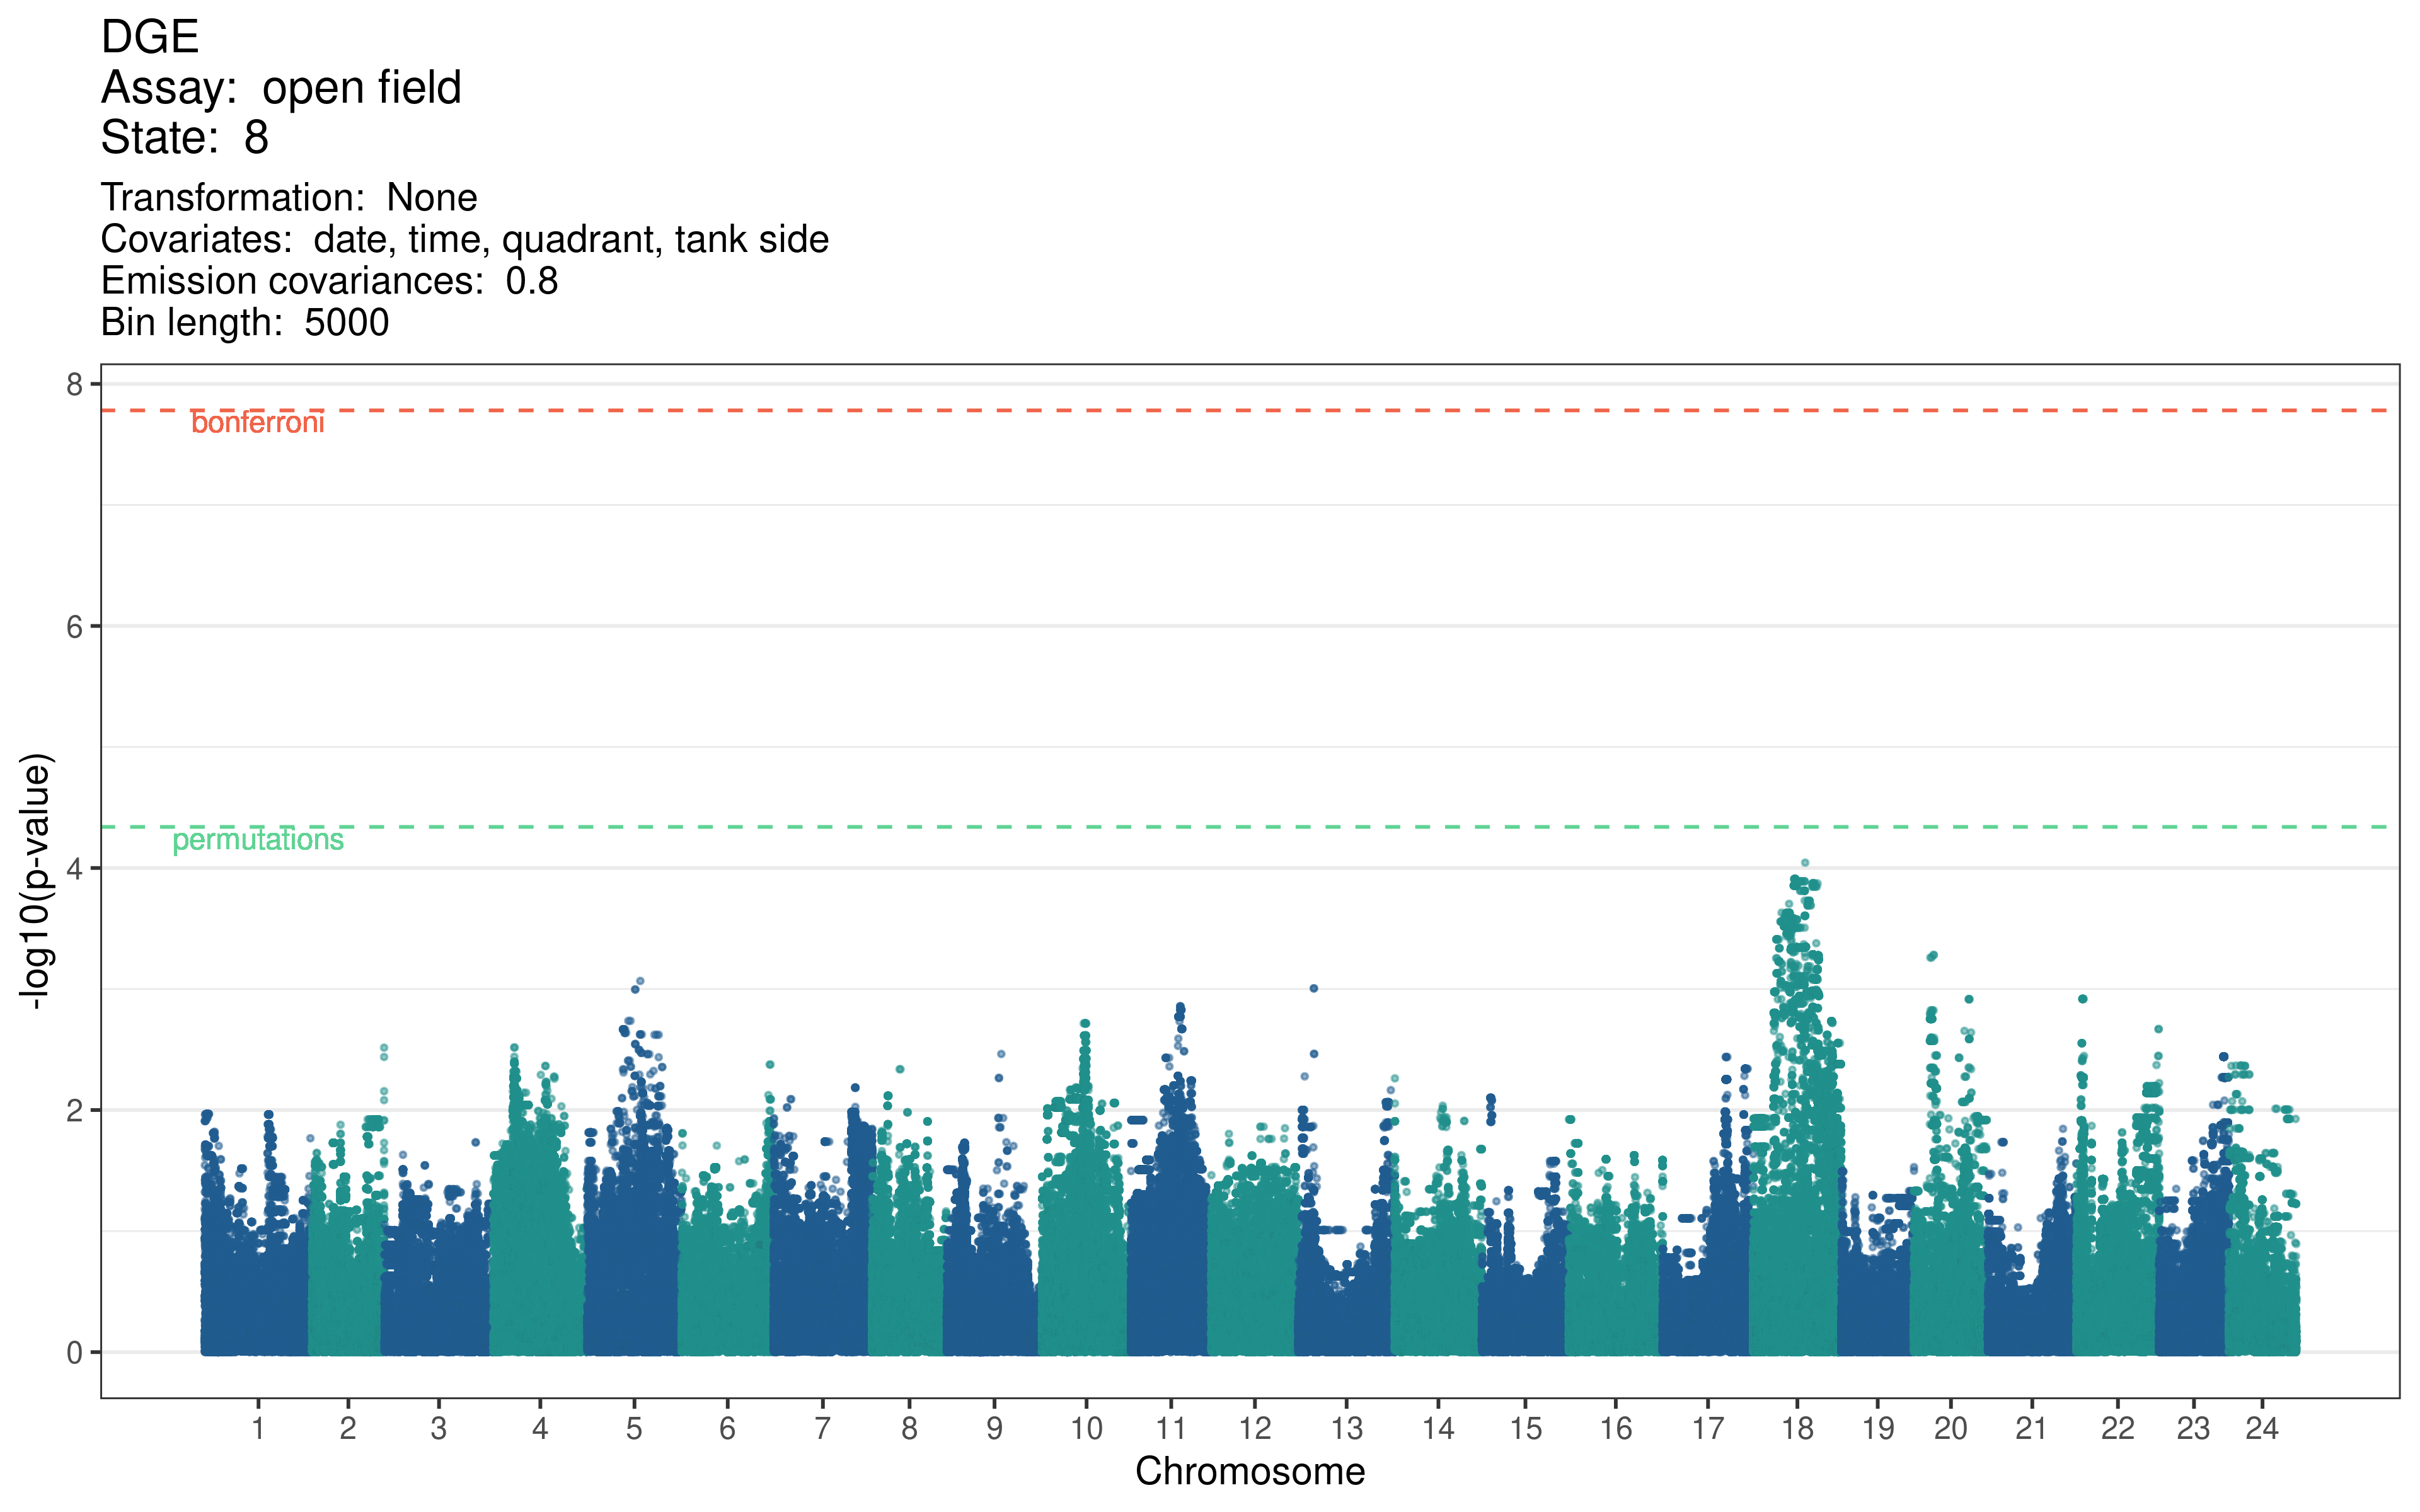 DGE
Assay:  open field
State:  8
Transformation:  None
Covariates:  date, time, quadrant, tank side
Emission covariances:  0.8
Bin length:  5000
8
bonferroni
6
permutations
4
2
0
-log10(p-value)
1 2 3 4 5 6 7 8 9 10 11 12 13 14 15 16 17 18 19 20 21 22 23 24
Chromosome